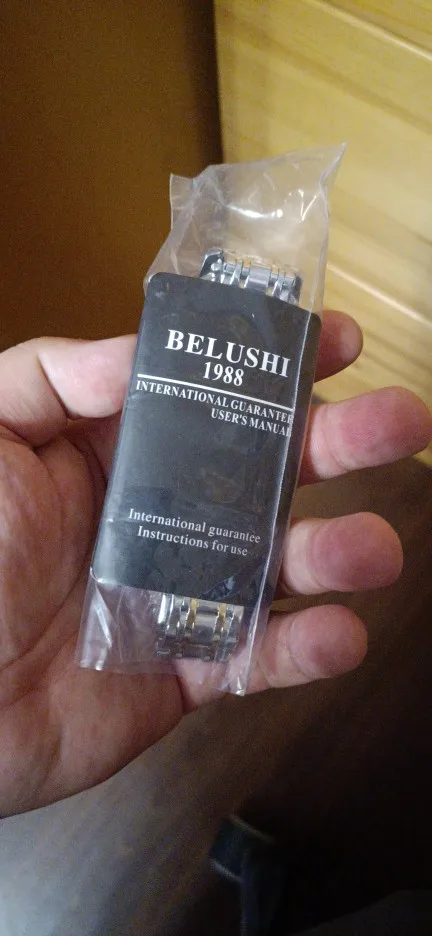 BELUSHI
1988
INTERNATIONAL GUARANTEE
USER'S MANUAL
International guarantee
Instructions for use